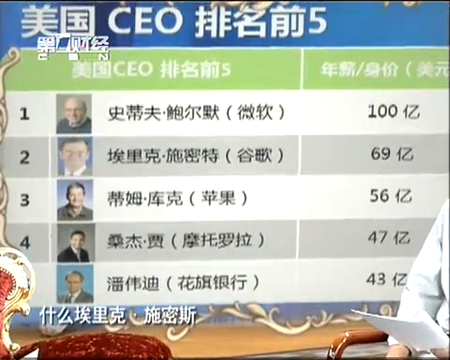 美国 CEO 排名前5
第一财经
CBN
美国 CEO 排名前5 年薪/身价（美元
1 史蒂夫·鲍尔默（微软） 100 亿
2 埃里克·施密特（谷歌） 69 亿
3 蒂姆·库克（苹果） 56 亿
4 桑杰·贾（摩托罗拉） 47 亿
5 潘伟迪（花旗银行） 43 亿
什么埃里克·施密斯